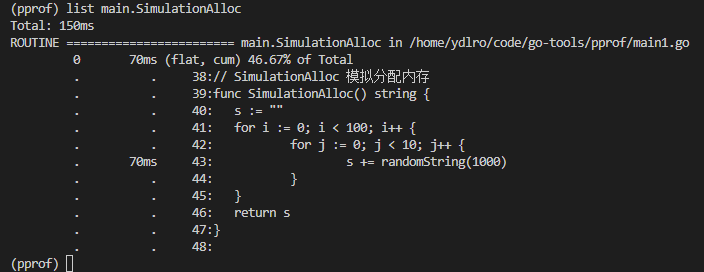 (pprof) list main.SimulationAlloc
Total: 150ms
ROUTINE ======================== main.SimulationAlloc in /home/ydlro/code/go-tools/pprof/main1.go
         0       70ms (flat, cum) 46.67% of Total
         .          .     38:// SimulationAlloc 模拟分配内存
         .          .     39:func SimulationAlloc() string {
         .          .     40:   s := ""
         .          .     41:   for i := 0; i < 100; i++ {
         .          .     42:           for j := 0; j < 10; j++ {
         .       70ms     43:                   s += randomString(1000)
         .          .     44:           }
         .          .     45:   }
         .          .     46:   return s
         .          .     47:}
         .          .     48:
(pprof)